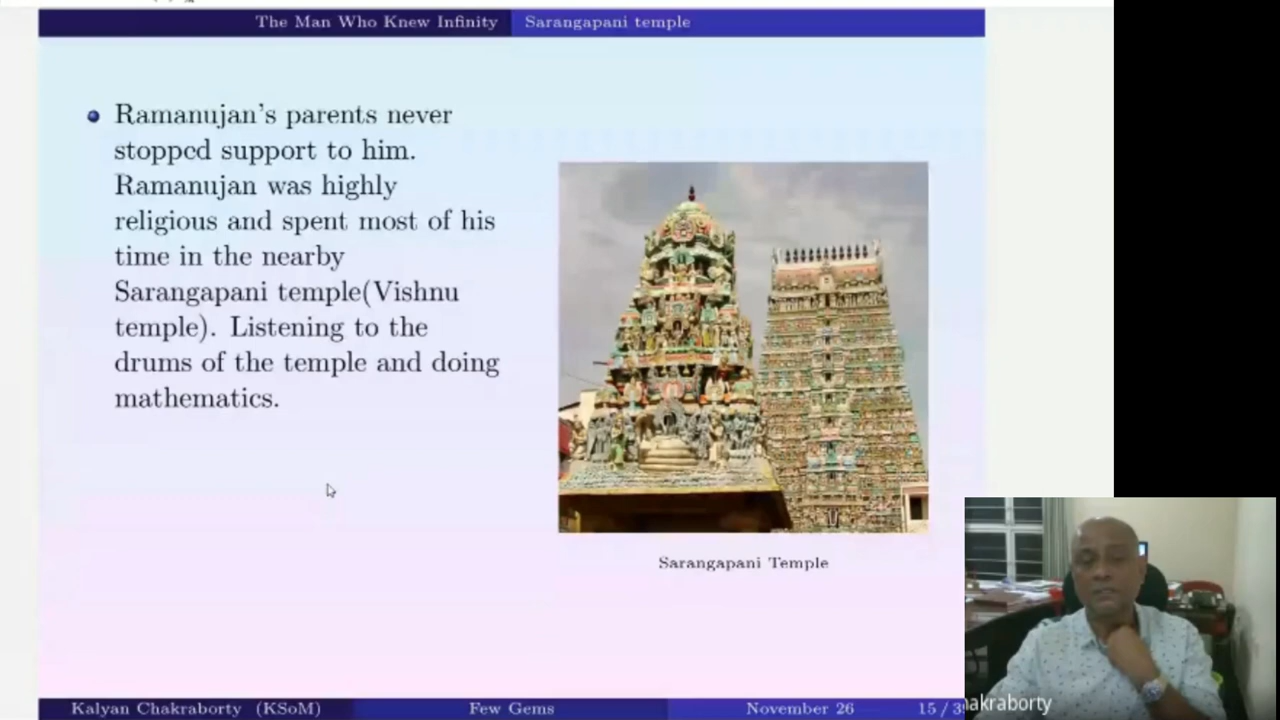 The Man Who Knew Infinity Sarangapani temple
Ramanujan's parents never
stopped support to him.
Ramanujan was highly
religious and spent most of his
time in the nearby
Sarangapani temple(Vishnu
temple). Listening to the
drums of the temple and doing
mathematics.
Sarangapani Temple
Kalyan Chakraborty (KSoM) Few Gems November 26 15 / 3
akraborty